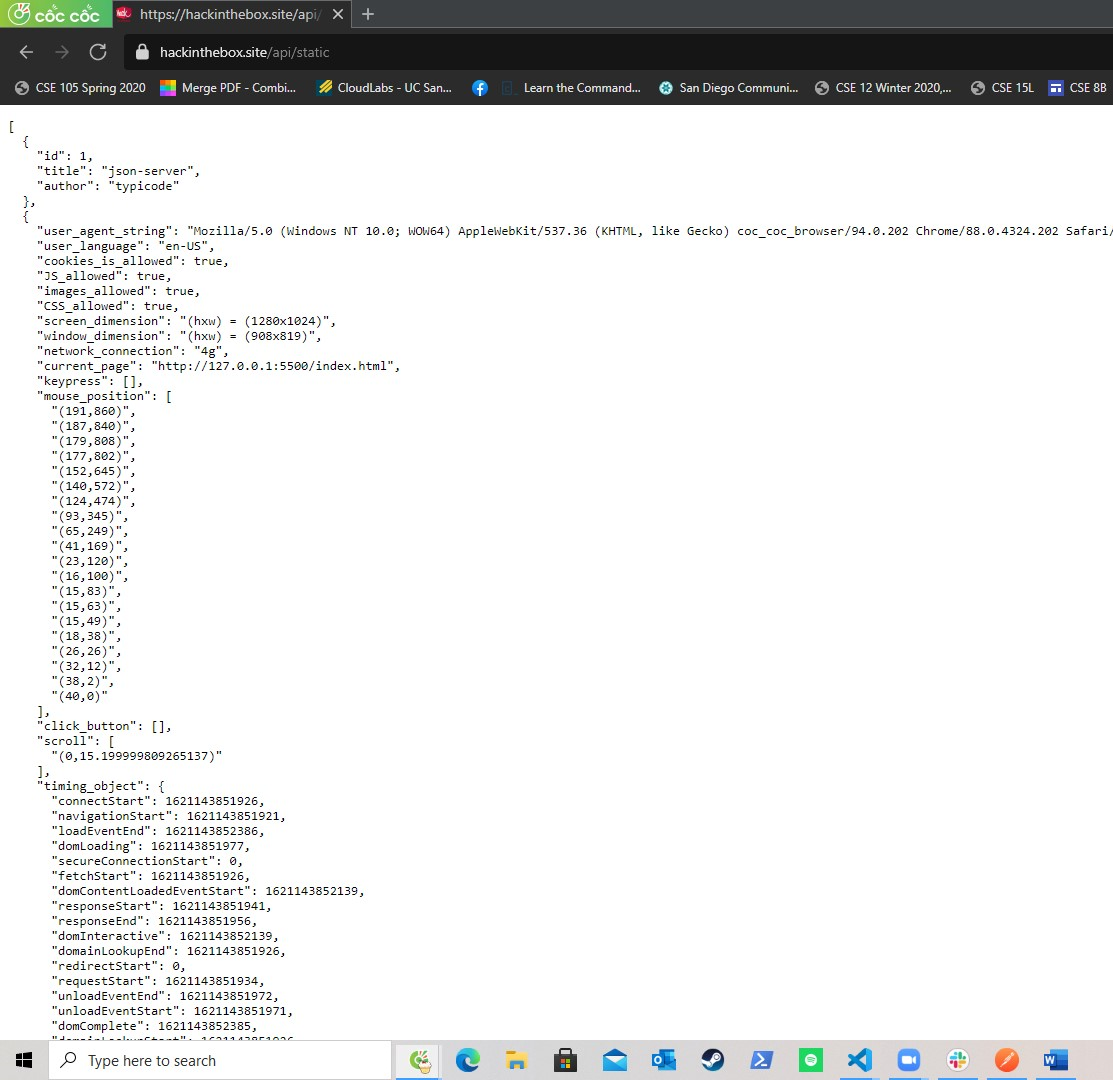 cốc cốc
https://hackinthebox.site/api/
hackinthebox.site/api/static
CSE 105 Spring 2020 Merge PDF - Combi... CloudLabs - UC San... Learn the Command... San Diego Communi... CSE 12 Winter 2020,... CSE 15L CSE 8B
[
{
"id": 1,
"title": "json-server",
"author": "typicode"
},
{
"user_agent_string": "Mozilla/5.0 (Windows NT 10.0; WOW64) AppleWebKit/537.36 (KHTML, like Gecko) coc_coc_browser/94.0.202 Chrome/88.0.4324.202 Safari/
"user_language": "en-US",
"cookies_is_allowed": true,
"JS_allowed": true,
"images_allowed": true,
"CSS_allowed": true,
"screen_dimension": "(hxw) = (1280x1024)",
"window_dimension": "(hxw) = (908x819)",
"network_connection": "4g",
"current_page": "http://127.0.0.1:5500/index.html",
"keypress": [],
"mouse_position": [
"(191,860)",
"(187,840)",
"(179,808)",
"(177,802)",
"(152,645)",
"(140,572)",
"(124,474)",
"(93,345)",
"(65,249)",
"(41,169)",
"(23,120)",
"(16,100)",
"(15,83)",
"(15,63)",
"(15,49)",
"(18,38)",
"(26,26)",
"(32,12)",
"(38,2)",
"(40,0)"
],
"click_button": [],
"scroll": [
"(0,15.199999809265137)"
],
"timing_object": {
"connectStart": 1621143851926,
"navigationStart": 1621143851921,
"loadEventEnd": 1621143852386,
"domLoading": 1621143851977,
"secureConnectionStart": 0,
"fetchStart": 1621143851926,
"domContentLoadedEventStart": 1621143852139,
"responseStart": 1621143851941,
"responseEnd": 1621143851956,
"domInteractive": 1621143852139,
"domainLookupEnd": 1621143851926,
"redirectStart": 0,
"requestStart": 1621143851934,
"unloadEventEnd": 1621143851972,
"unloadEventStart": 1621143851971,
"domComplete": 1621143852385,
Type here to search